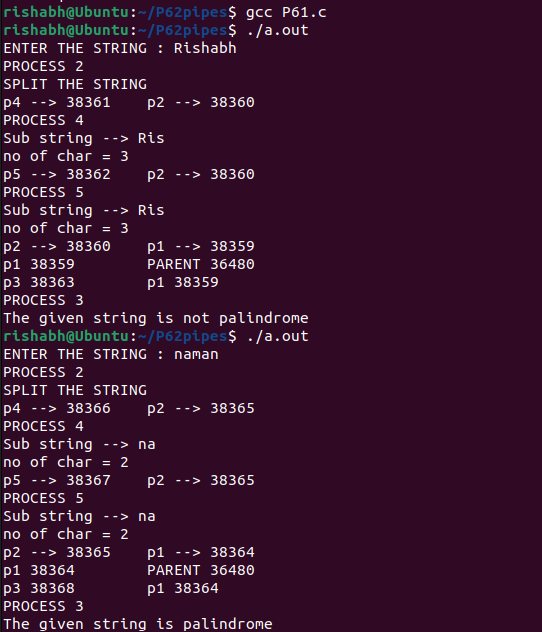 rishabh@Ubuntu:~/P62pipes$ gcc P61.c
rishabh@Ubuntu:~/P62pipes$ ./a.out
ENTER THE STRING : Rishabh
PROCESS 2
SPLIT THE STRING
p4 --> 38361    p2 --> 38360
PROCESS 4
Sub string --> Ris
no of char = 3
p5 --> 38362    p2 --> 38360
PROCESS 5
Sub string --> Ris
no of char = 3
p2 --> 38360    p1 --> 38359
p1 38359        PARENT 36480
p3 38363        p1 38359
PROCESS 3
The given string is not palindrome
rishabh@Ubuntu:~/P62pipes$ ./a.out
ENTER THE STRING : naman
PROCESS 2
SPLIT THE STRING
p4 --> 38366    p2 --> 38365
PROCESS 4
Sub string --> na
no of char = 2
p5 --> 38367    p2 --> 38365
PROCESS 5
Sub string --> na
no of char = 2
p2 --> 38365    p1 --> 38364
p1 38364        PARENT 36480
p3 38368        p1 38364
PROCESS 3
The given string is palindrome